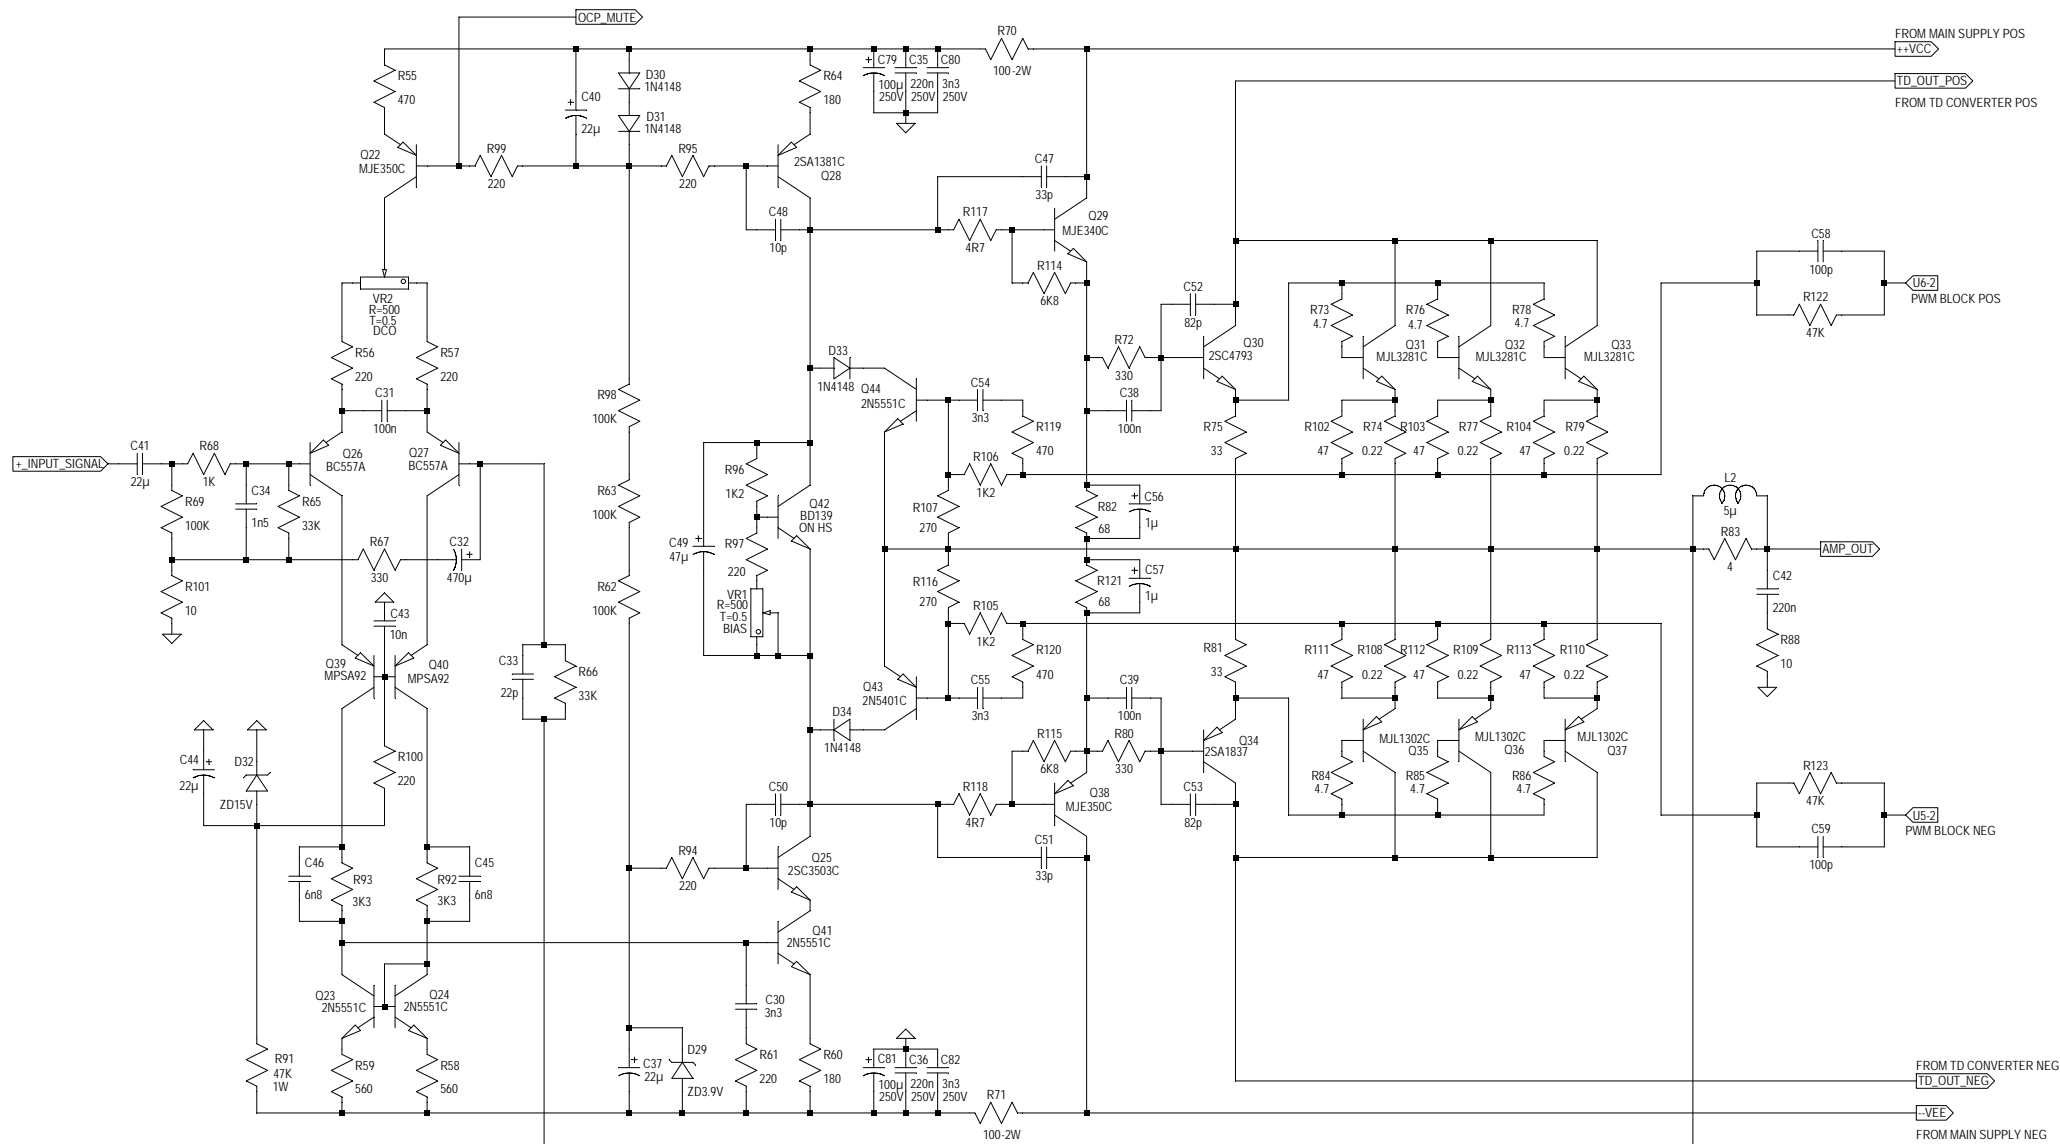 OCP_MUTE
R70
100-2W
FROM MAIN SUPPLY POS
++VCC
TD_OUT_POS
FROM TD CONVERTER POS
R55
470
C40
22µ
D30
1N4148
D31
1N4148
R64
180
C79
100µ
250V
C35
220n
250V
C80
3n3
250V
Q22
MJE350C
R99
220
R95
220
2SA1381C
Q28
C47
33p
C48
10p
R117
4R7
Q29
MJE340C
R114
6K8
VR2
R=500
T=0.5
DCO
C52
82p
R73
4.7
R76
4.7
R78
4.7
C58
100p
U6-2
PWM BLOCK POS
R122
47K
R56
220
R57
220
D33
1N4148
R72
330
Q30
2SC4793
Q31
MJL3281C
Q32
MJL3281C
Q33
MJL3281C
C31
100n
R98
100K
Q44
2N5551C
C54
3n3
C38
100n
R119
470
R75
33
R102
47
R74
0.22
R103
47
R77
0.22
R104
47
R79
0.22
+_INPUT_SIGNAL
C41
22µ
R68
1K
Q26
BC557A
Q27
BC557A
R69
100K
C34
1n5
R65
33K
R63
100K
R96
1K2
Q42
BD139
ON HS
R106
1K2
R107
270
R82
68
C56
1µ
L2
5µ
R83
4
AMP_OUT
R67
330
C32
470µ
C49
47µ
R97
220
R101
10
C43
10n
R62
100K
VR1
R=500
T=0.5
BIAS
R116
270
R105
1K2
R121
68
C57
1µ
C42
220n
R88
10
Q39
MPSA92
Q40
MPSA92
C33
22p
R66
33K
Q43
2N5401C
C55
3n3
R120
470
C39
100n
R81
33
R111
47
R108
0.22
R112
47
R109
0.22
R113
47
R110
0.22
D34
1N4148
C44
22µ
D32
ZD15V
R100
220
R115
6K8
R80
330
Q34
2SA1837
MJL1302C
Q35
MJL1302C
Q36
MJL1302C
Q37
R84
4.7
R85
4.7
R86
4.7
R123
47K
U5-2
PWM BLOCK NEG
C59
100p
C50
10p
R118
4R7
Q38
MJE350C
C53
82p
C51
33p
C46
6n8
R93
3K3
R92
3K3
C45
6n8
R94
220
Q25
2SC3503C
Q41
2N5551C
Q23
2N5551C
Q24
2N5551C
C30
3n3
R91
47K
1W
R59
560
R58
560
C37
22µ
D29
ZD3.9V
R61
220
R60
180
C81
100µ
250V
C36
220n
250V
C82
3n3
250V
R71
100-2W
FROM TD CONVERTER NEG
TD_OUT_NEG
--VEE
FROM MAIN SUPPLY NEG